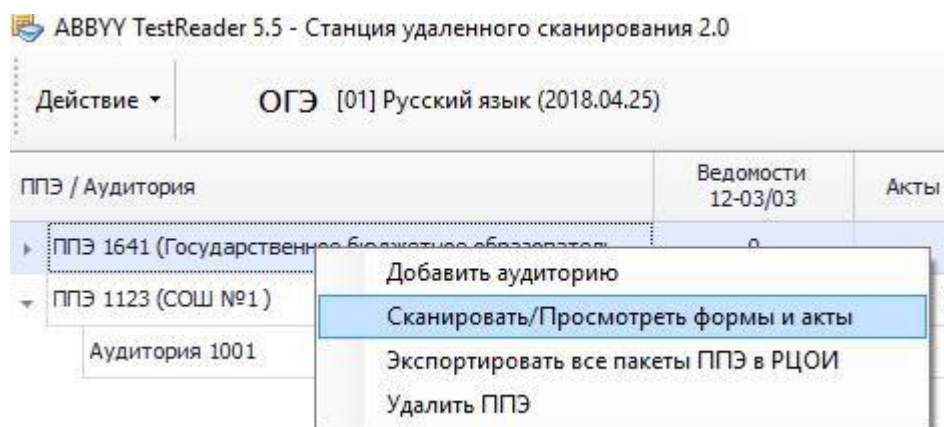 ABBYY TestReader 5.5 - Станция удаленного сканирования 2.0
Действие
ОГЭ [01] Русский язык (2018.04.25)
ППЭ / Аудитория
Ведомости
12-03/03
Акты
ППЭ 1641 (Государственное бюджетное образователь
ППЭ 1123 (СОШ №1)
Аудитория 1001
Добавить аудиторию
Сканировать/Просмотреть формы и акты
Экспортировать все пакеты ППЭ в РЦОИ
Удалить ППЭ